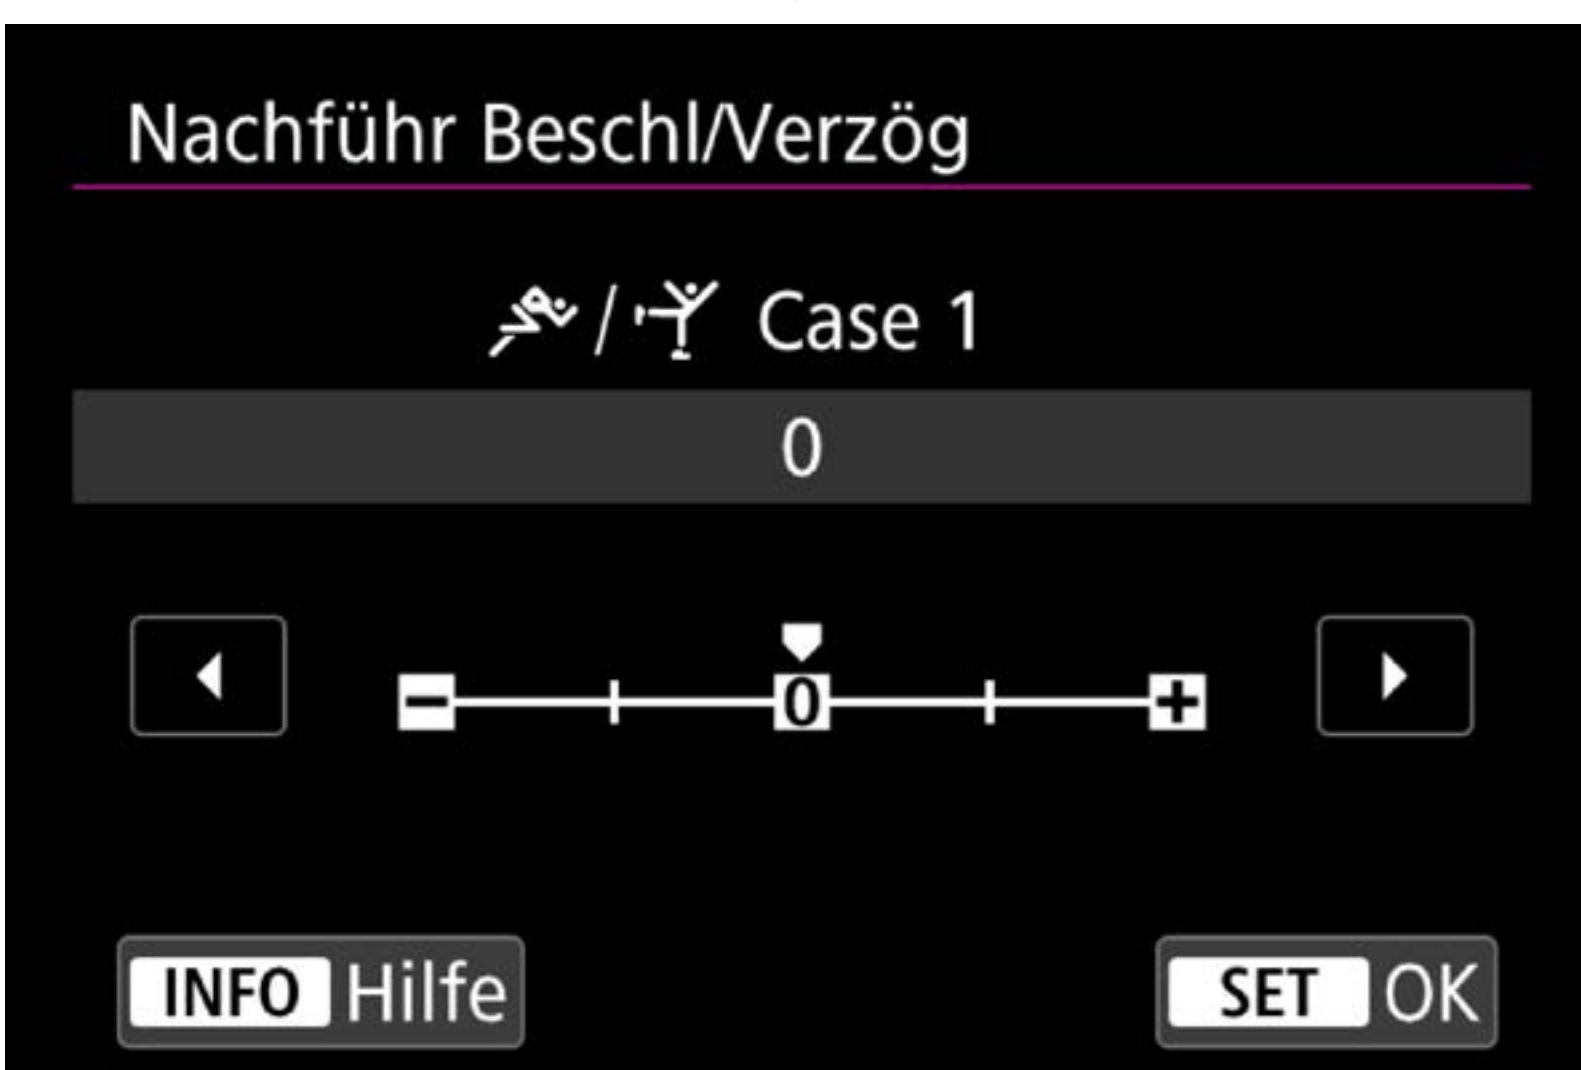 Nachführ Beschl/Verzög
/ Case 1
0
- 0 +
INFO Hilfe SET OK